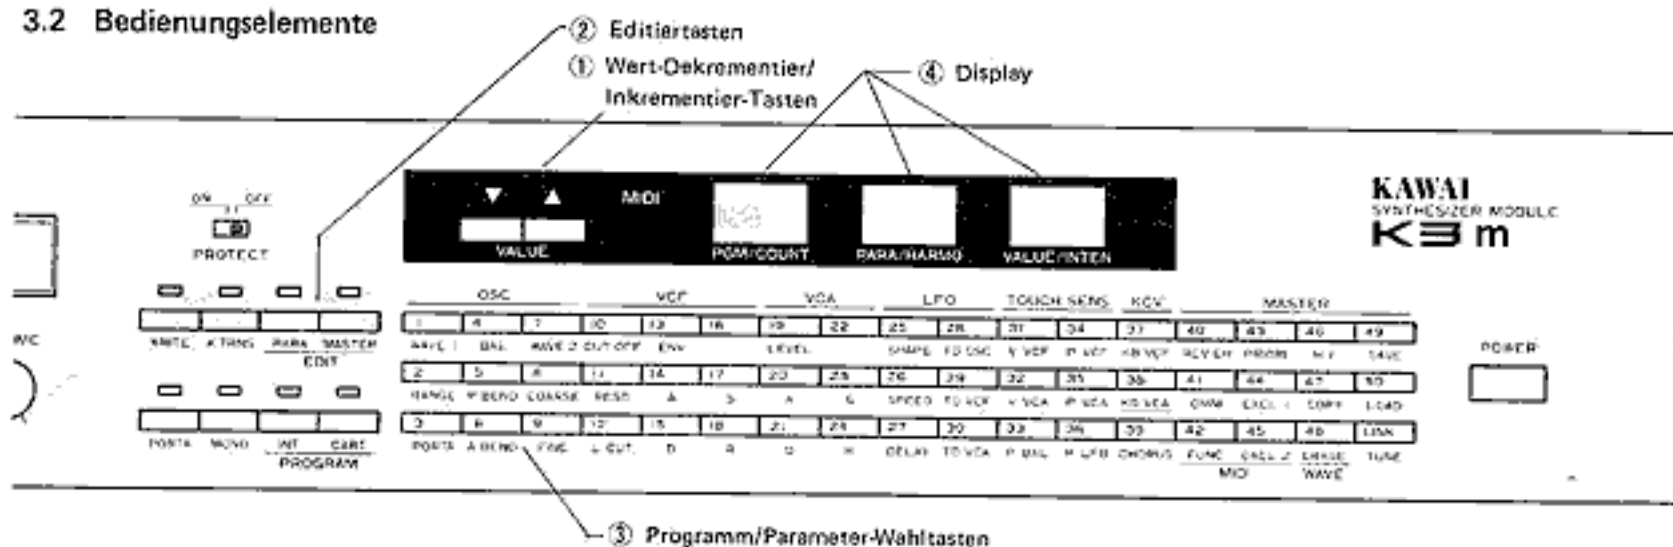 3.2 Bedienungselemente
② Editiertasten
① Wert-Dekrementier/
Inkrementier-Tasten
④ Display
ON OFF
PROTECT
▼ ▲ MIDI
VALUE PGM/COUNT PARA/HARMO VALUE/INTEN
KAWAI
SYNTHESIZER MODULE
K3m
OSC VCF VCA LFO TOUCH SENS KCV MASTER
1 4 7 10 13 16 19 22 25 28 31 34 37 40 43 46 49
WRITE K.TRNS PARA MASTER
EDIT
WAVE 1 BAL WAVE 2 CUT OFF ENV LEVEL SHAPE TO OSC V VCF P VCF KB VCF SAVE
POWER
2 5 8 11 14 17 20 23 26 29 32 35 38 41 44 47 50
RANGE P BEND COARSE RESO A S A S SPEED TO VCF V VCA P VCA KB VCA OMNI EXCL 1 COPY LOAD
3 6 9 12 15 18 21 24 27 30 33 36 39 42 45 48 LINK
PORTA MONO INT CART
PROGRAM
PORTA A BEND FINE L CUT D R D R DELAY TO VCA P BAL P LFO CHORUS FUNC EXCL 2 ERASE TUNE
MIDI WAVE
③ Programm/Parameter-Wahltasten